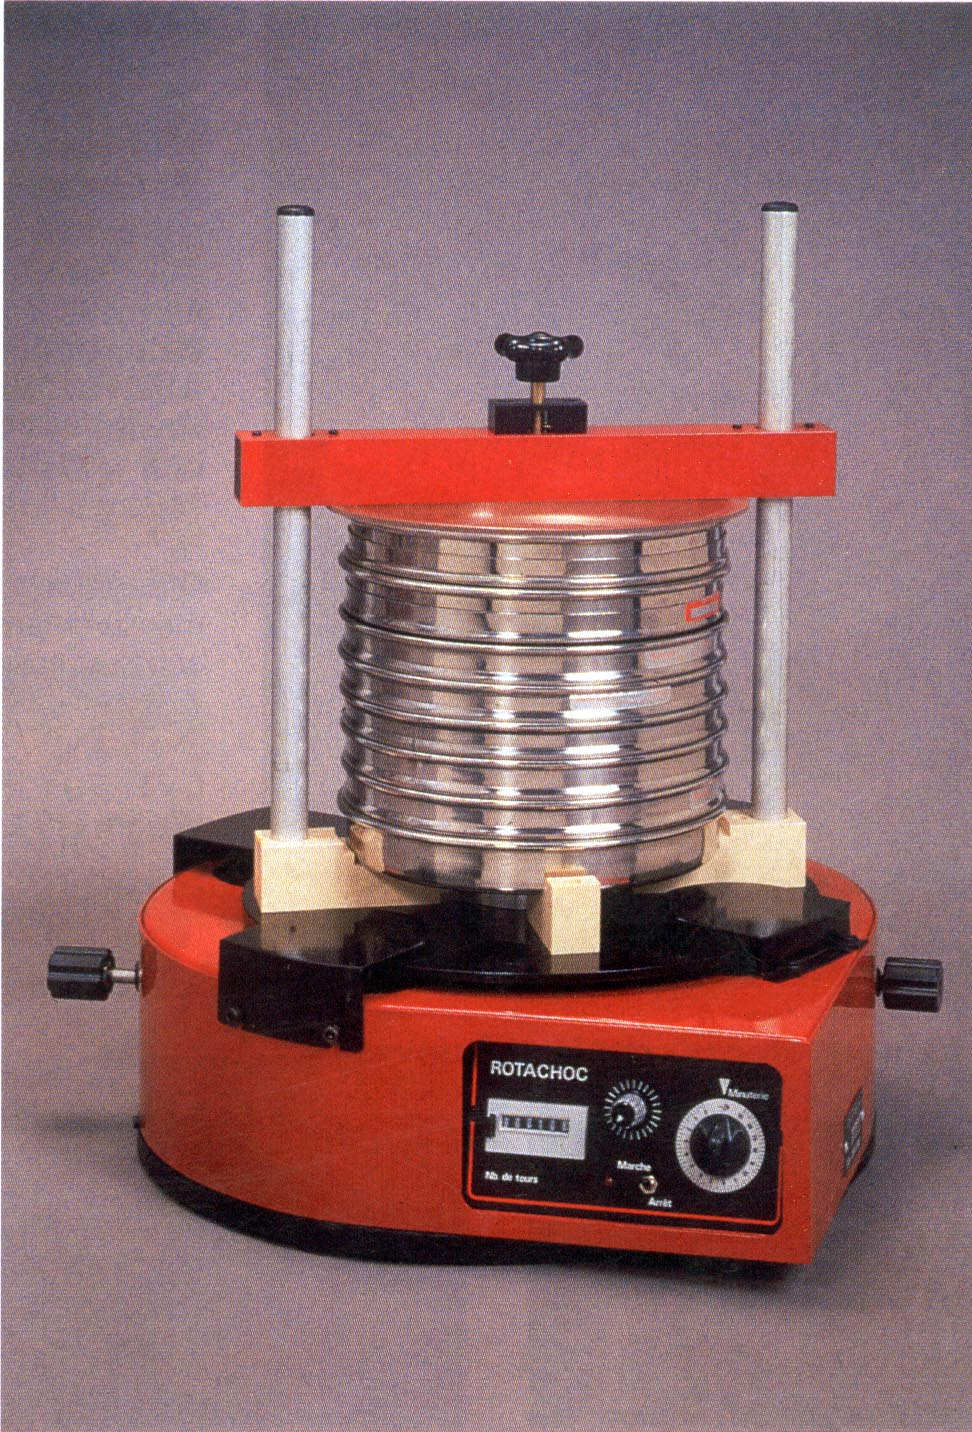 ROTACHOC
Minuterie
Marche
Nb de tours
Arrêt